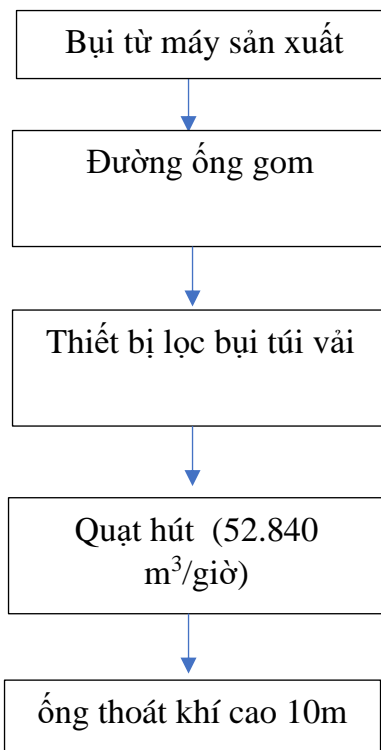 Bụi từ máy sản xuất
Đường ống gom
Thiết bị lọc bụi túi vải
Quạt hút (52.840
m³/giờ)
ống thoát khí cao 10m